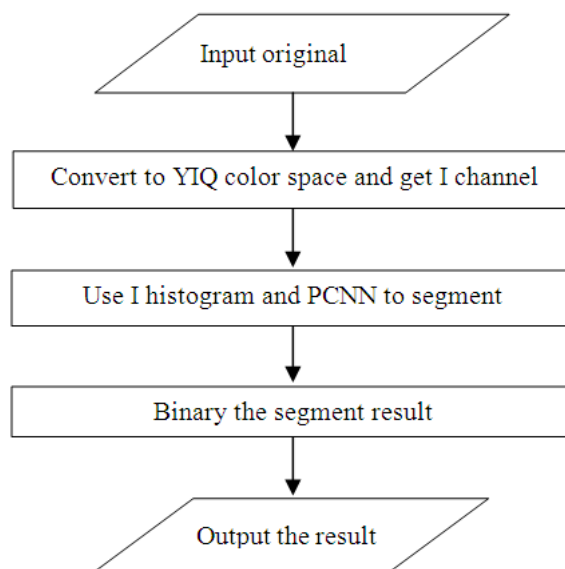 Input original
Convert to YIQ color space and get I channel
Use I histogram and PCNN to segment
Binary the segment result
Output the result